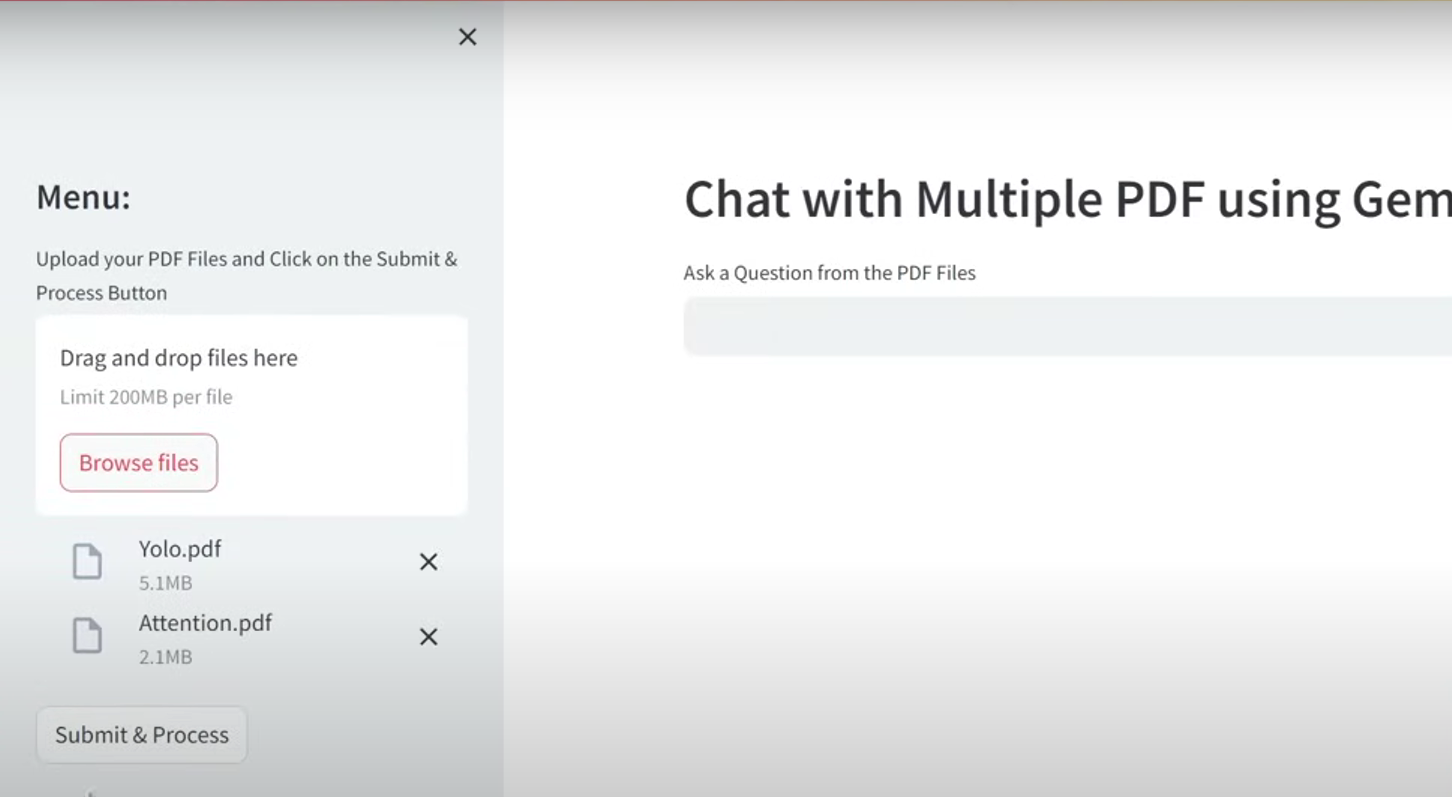 Menu:
Upload your PDF Files and Click on the Submit &
Process Button
Drag and drop files here
Limit 200MB per file
Browse files
Yolo.pdf
5.1MB
Attention.pdf
2.1MB
Submit & Process
Chat with Multiple PDF using Gem
Ask a Question from the PDF Files